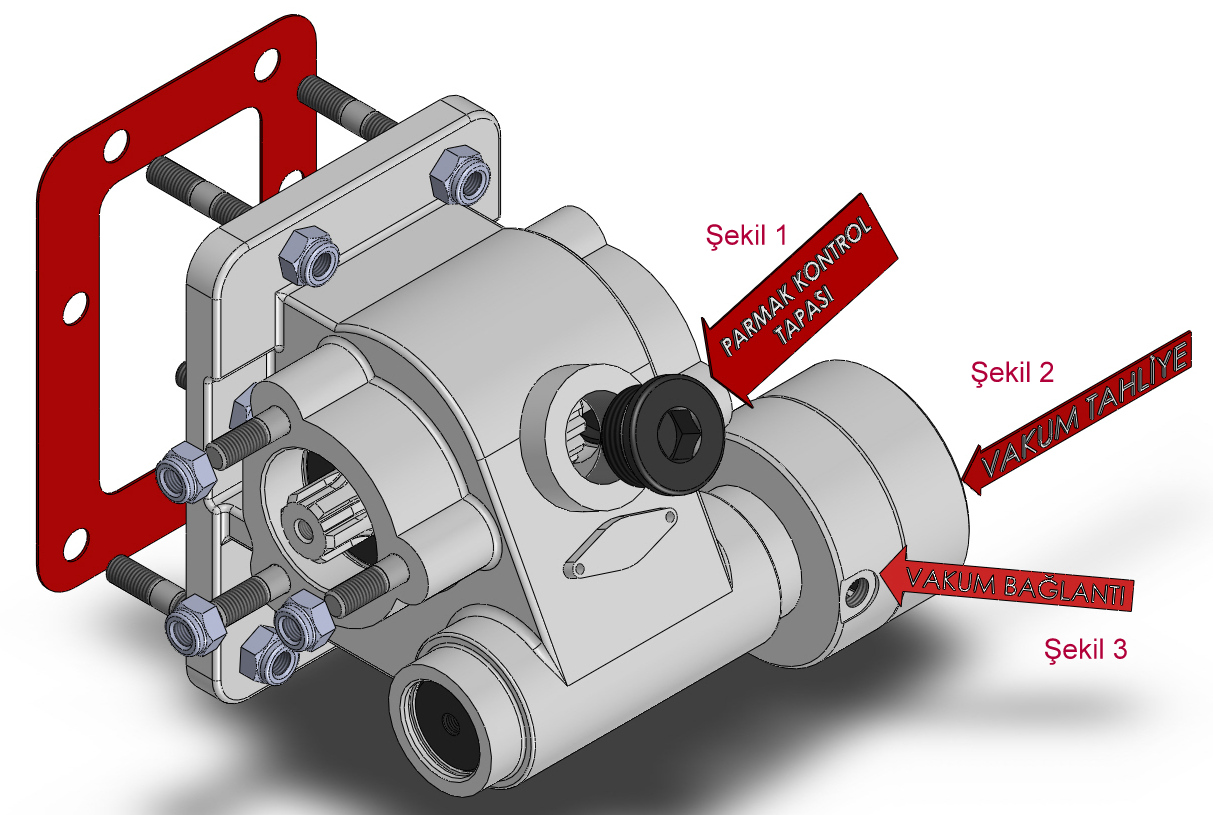 Şekil 1
PARMAK KONTROL
TAPASI
Şekil 2
VAKUM TAHLİYE
VAKUM BAĞLANTI
Şekil 3